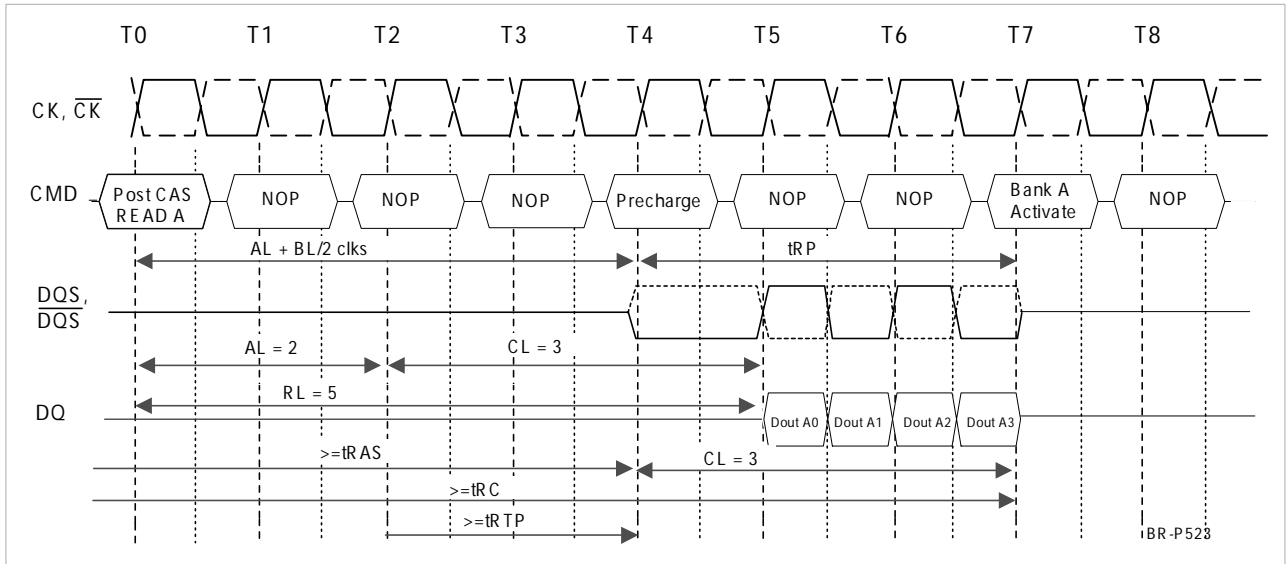 T0 T1 T2 T3 T4 T5 T6 T7 T8
CK, CK
CMD
Post CAS
READ A
NOP
NOP
NOP
Precharge
NOP
NOP
Bank A
Activate
NOP
AL + BL/2 clks
tRP
DQS,
DQS
AL = 2
CL = 3
RL = 5
DQ
Dout A0
Dout A1
Dout A2
Dout A3
>=tRAS
CL = 3
>=tRC
>=tRTP
BR-P523